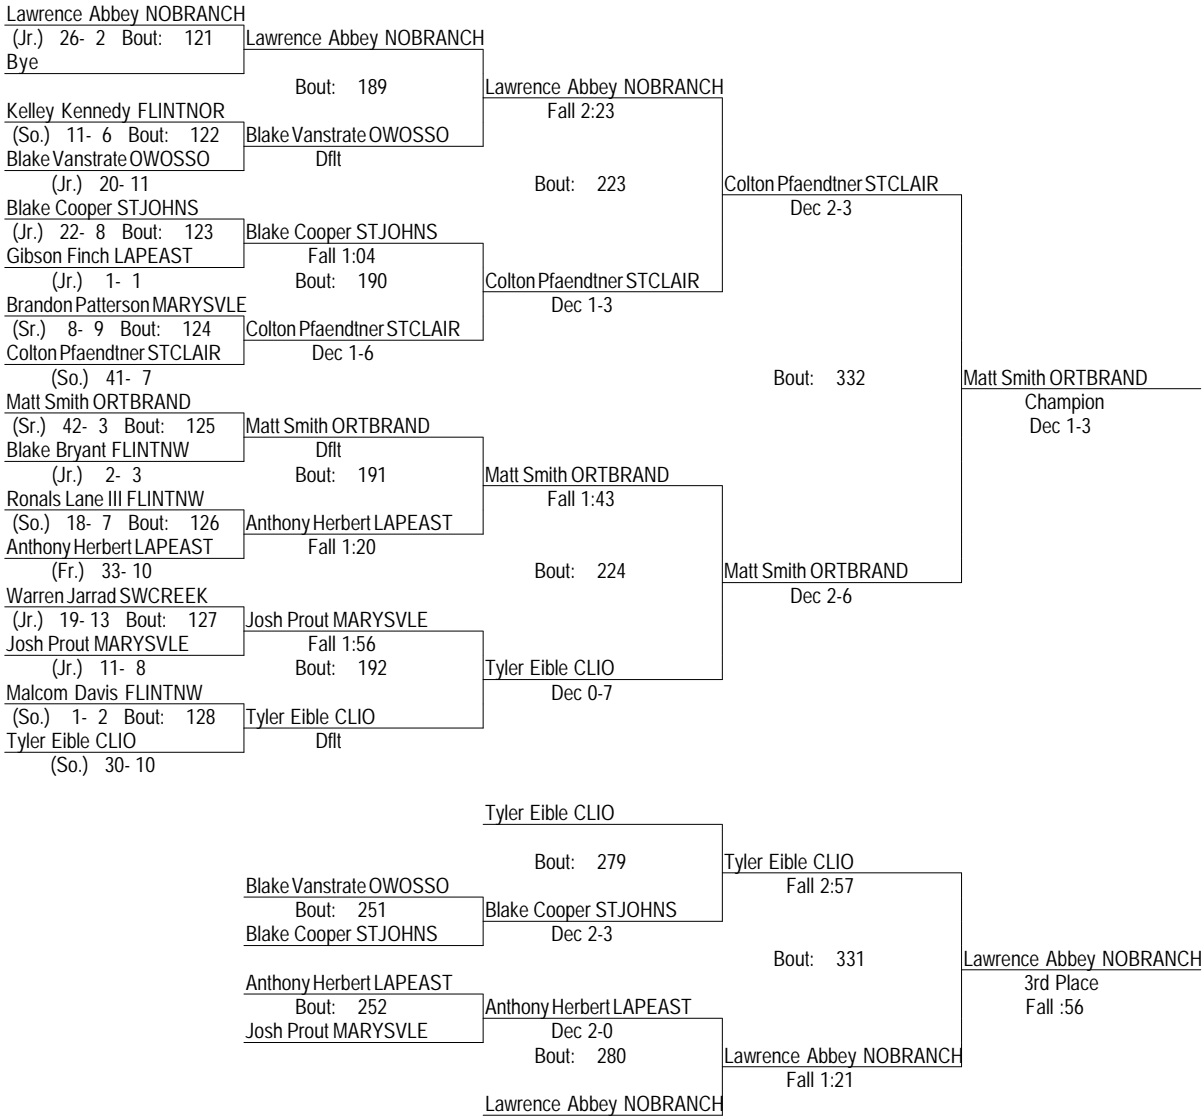 Lawrence Abbey NOBRANCH
(Jr.) 26- 2 Bout: 121 Lawrence Abbey NOBRANCH
Bye
Bout: 189 Lawrence Abbey NOBRANCH
Kelley Kennedy FLINTNOR Fall 2:23
(So.) 11- 6 Bout: 122 Blake Vanstrate OWOSSO
Blake Vanstrate OWOSSO Dflt
(Jr.) 20- 11 Bout: 223 Colton Pfaendtner STCLAIR
Blake Cooper STJOHNS Dec 2-3
(Jr.) 22- 8 Bout: 123 Blake Cooper STJOHNS
Gibson Finch LAPEAST Fall 1:04
(Jr.) 1- 1 Bout: 190 Colton Pfaendtner STCLAIR
Brandon Patterson MARYSVLE Dec 1-3
(Sr.) 8- 9 Bout: 124 Colton Pfaendtner STCLAIR
Colton Pfaendtner STCLAIR Dec 1-6
(So.) 41- 7 Bout: 332 Matt Smith ORTBRAND
Matt Smith ORTBRAND Champion
(Sr.) 42- 3 Bout: 125 Matt Smith ORTBRAND Dec 1-3
Blake Bryant FLINTNW Dflt
(Jr.) 2- 3 Bout: 191 Matt Smith ORTBRAND
Ronals Lane III FLINTNW Fall 1:43
(So.) 18- 7 Bout: 126 Anthony Herbert LAPEAST
Anthony Herbert LAPEAST Fall 1:20
(Fr.) 33- 10 Bout: 224 Matt Smith ORTBRAND
Warren Jarrad SWCREEK Dec 2-6
(Jr.) 19- 13 Bout: 127 Josh Prout MARYSVLE
Josh Prout MARYSVLE Fall 1:56
(Jr.) 11- 8 Bout: 192 Tyler Eible CLIO
Malcom Davis FLINTNW Dec 0-7
(So.) 1- 2 Bout: 128 Tyler Eible CLIO
Tyler Eible CLIO Dflt
(So.) 30- 10
Tyler Eible CLIO
Bout: 279 Tyler Eible CLIO
Blake Vanstrate OWOSSO Fall 2:57
Bout: 251 Blake Cooper STJOHNS
Blake Cooper STJOHNS Dec 2-3
Bout: 331 Lawrence Abbey NOBRANCH
Anthony Herbert LAPEAST 3rd Place
Bout: 252 Anthony Herbert LAPEAST Fall :56
Josh Prout MARYSVLE Dec 2-0
Bout: 280 Lawrence Abbey NOBRANCH
Fall 1:21
Lawrence Abbey NOBRANCH